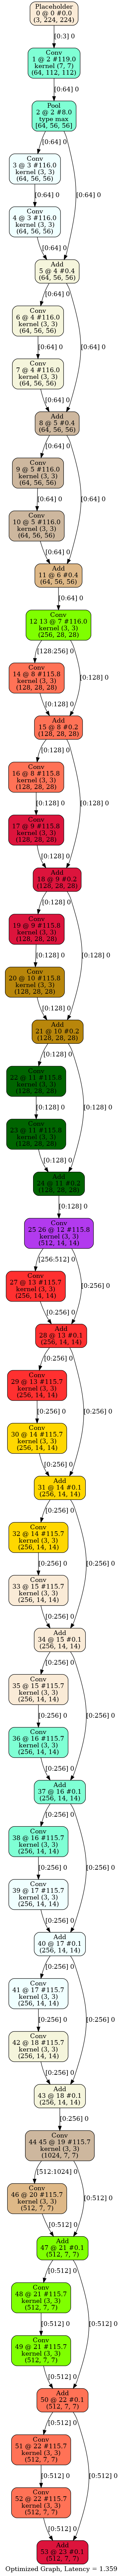 Placeholder
0 @ 0 #0.0
(3, 224, 224)
[0:3] 0
Conv
1 @ 2 #119.0
kernel (7, 7)
(64, 112, 112)
[0:64] 0
Pool
2 @ 2 #8.0
type max
(64, 56, 56)
[0:64] 0
Conv
3 @ 3 #116.0
kernel (3, 3)
(64, 56, 56)
[0:64] 0
[0:64] 0
Conv
4 @ 3 #116.0
kernel (3, 3)
(64, 56, 56)
[0:64] 0
Add
5 @ 4 #0.4
(64, 56, 56)
[0:64] 0
Conv
6 @ 4 #116.0
kernel (3, 3)
(64, 56, 56)
[0:64] 0
[0:64] 0
Conv
7 @ 4 #116.0
kernel (3, 3)
(64, 56, 56)
[0:64] 0
Add
8 @ 5 #0.4
(64, 56, 56)
[0:64] 0
Conv
9 @ 5 #116.0
kernel (3, 3)
(64, 56, 56)
[0:64] 0
[0:64] 0
Conv
10 @ 5 #116.0
kernel (3, 3)
(64, 56, 56)
[0:64] 0
Add
11 @ 6 #0.4
(64, 56, 56)
[0:64] 0
Conv
12 13 @ 7 #116.0
kernel (3, 3)
(256, 28, 28)
[128:256] 0
Conv
14 @ 8 #115.8
kernel (3, 3)
(128, 28, 28)
[0:128] 0
[0:128] 0
Add
15 @ 8 #0.2
(128, 28, 28)
[0:128] 0
Conv
16 @ 8 #115.8
kernel (3, 3)
(128, 28, 28)
[0:128] 0
[0:128] 0
Conv
17 @ 9 #115.8
kernel (3, 3)
(128, 28, 28)
[0:128] 0
Add
18 @ 9 #0.2
(128, 28, 28)
[0:128] 0
Conv
19 @ 9 #115.8
kernel (3, 3)
(128, 28, 28)
[0:128] 0
[0:128] 0
Conv
20 @ 10 #115.8
kernel (3, 3)
(128, 28, 28)
[0:128] 0
Add
21 @ 10 #0.2
(128, 28, 28)
[0:128] 0
Conv
22 @ 11 #115.8
kernel (3, 3)
(128, 28, 28)
[0:128] 0
[0:128] 0
Conv
23 @ 11 #115.8
kernel (3, 3)
(128, 28, 28)
[0:128] 0
Add
24 @ 11 #0.2
(128, 28, 28)
[0:128] 0
Conv
25 26 @ 12 #115.8
kernel (3, 3)
(512, 14, 14)
[256:512] 0
Conv
27 @ 13 #115.7
kernel (3, 3)
(256, 14, 14)
[0:256] 0
[0:256] 0
Add
28 @ 13 #0.1
(256, 14, 14)
[0:256] 0
Conv
29 @ 13 #115.7
kernel (3, 3)
(256, 14, 14)
[0:256] 0
[0:256] 0
Conv
30 @ 14 #115.7
kernel (3, 3)
(256, 14, 14)
[0:256] 0
Add
31 @ 14 #0.1
(256, 14, 14)
[0:256] 0
Conv
32 @ 14 #115.7
kernel (3, 3)
(256, 14, 14)
[0:256] 0
[0:256] 0
Conv
33 @ 15 #115.7
kernel (3, 3)
(256, 14, 14)
[0:256] 0
Add
34 @ 15 #0.1
(256, 14, 14)
[0:256] 0
Conv
35 @ 15 #115.7
kernel (3, 3)
(256, 14, 14)
[0:256] 0
[0:256] 0
Conv
36 @ 16 #115.7
kernel (3, 3)
(256, 14, 14)
[0:256] 0
Add
37 @ 16 #0.1
(256, 14, 14)
[0:256] 0
Conv
38 @ 16 #115.7
kernel (3, 3)
(256, 14, 14)
[0:256] 0
[0:256] 0
Conv
39 @ 17 #115.7
kernel (3, 3)
(256, 14, 14)
[0:256] 0
Add
40 @ 17 #0.1
(256, 14, 14)
[0:256] 0
Conv
41 @ 17 #115.7
kernel (3, 3)
(256, 14, 14)
[0:256] 0
[0:256] 0
Conv
42 @ 18 #115.7
kernel (3, 3)
(256, 14, 14)
[0:256] 0
Add
43 @ 18 #0.1
(256, 14, 14)
[0:256] 0
Conv
44 45 @ 19 #115.7
kernel (3, 3)
(1024, 7, 7)
[512:1024] 0
Conv
46 @ 20 #115.7
kernel (3, 3)
(512, 7, 7)
[0:512] 0
[0:512] 0
Add
47 @ 21 #0.1
(512, 7, 7)
[0:512] 0
Conv
48 @ 21 #115.7
kernel (3, 3)
(512, 7, 7)
[0:512] 0
[0:512] 0
Conv
49 @ 21 #115.7
kernel (3, 3)
(512, 7, 7)
[0:512] 0
Add
50 @ 22 #0.1
(512, 7, 7)
[0:512] 0
Conv
51 @ 22 #115.7
kernel (3, 3)
(512, 7, 7)
[0:512] 0
[0:512] 0
Conv
52 @ 22 #115.7
kernel (3, 3)
(512, 7, 7)
[0:512] 0
Add
53 @ 23 #0.1
(512, 7, 7)
Optimized Graph, Latency = 1.359